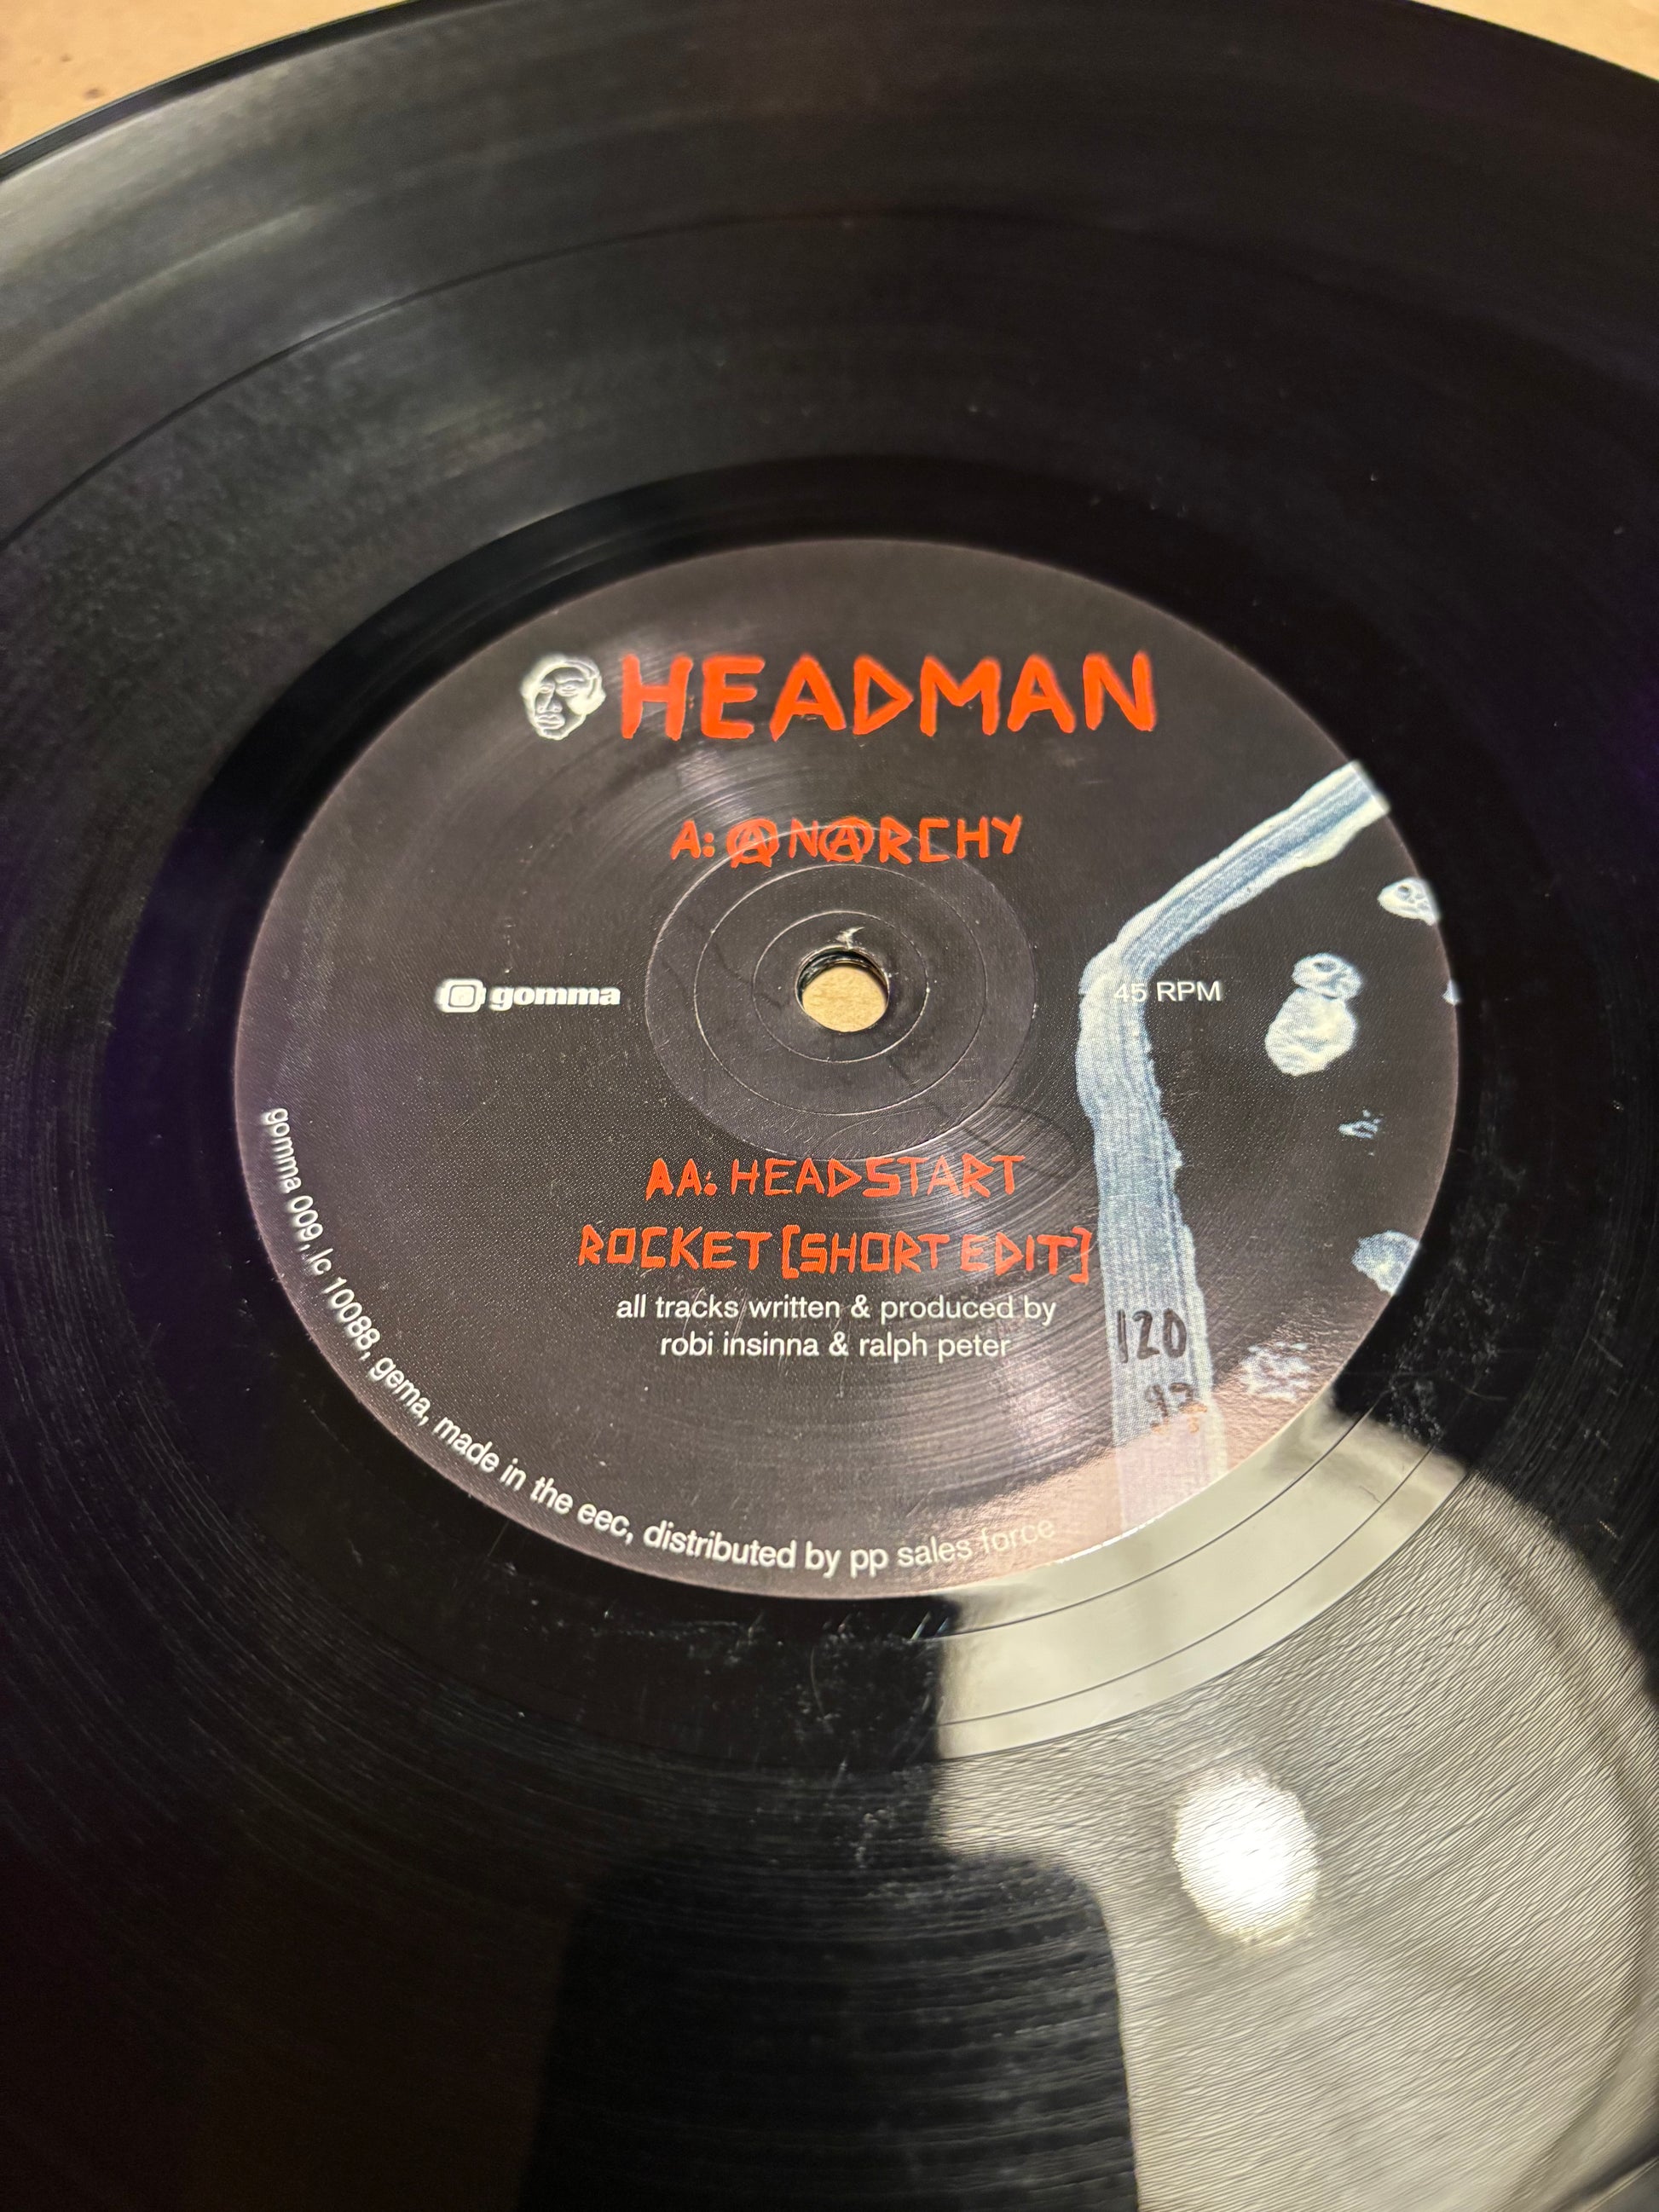 HEADMAN
A: ANARCHY
gomma
45 RPM
AA: HEADSTART
ROCKET [SHORT EDIT]
all tracks written & produced by
robi insinna & ralph peter
120
gomma 009, lc 10088, gema, made in the eec, distributed by pp sales force